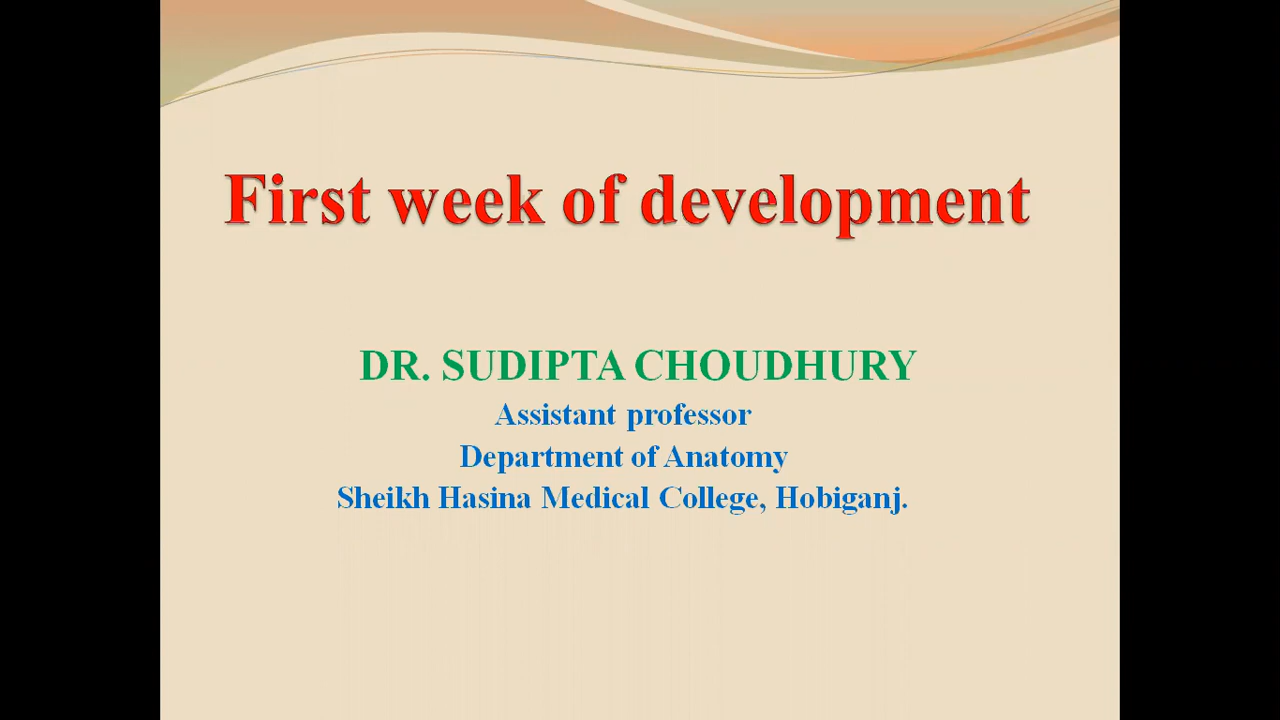 First week of development
DR. SUDIPTA CHOUDHURY
Assistant professor
Department of Anatomy
Sheikh Hasina Medical College, Hobiganj.